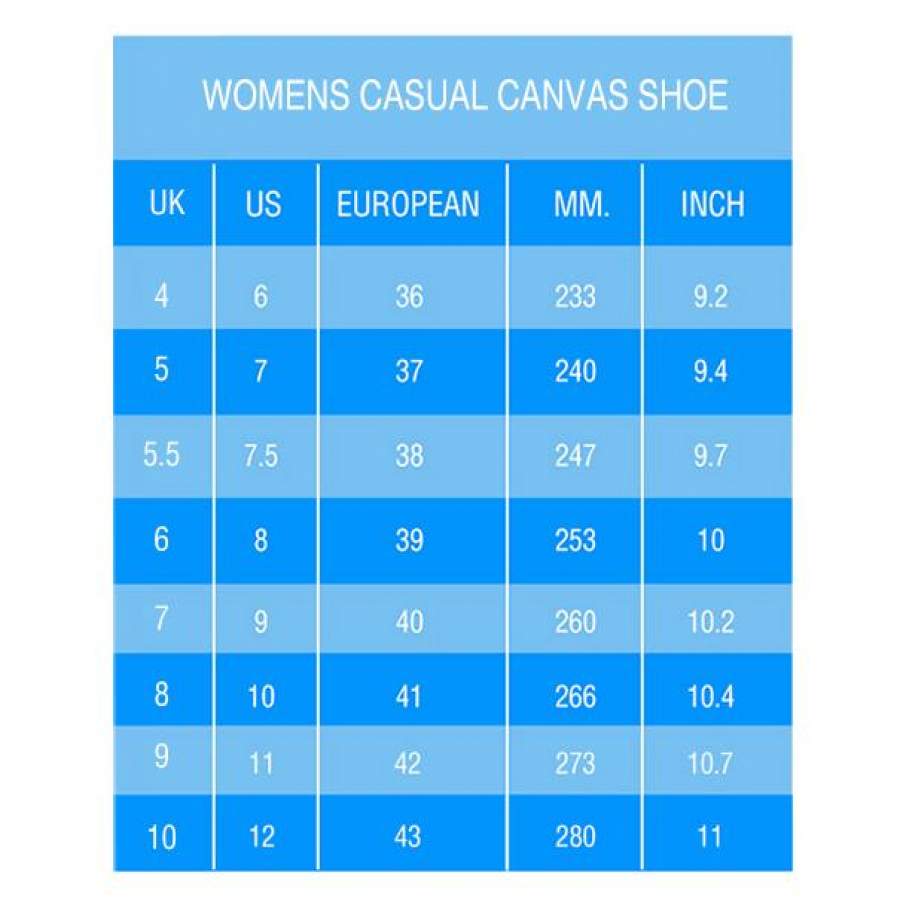 WOMENS CASUAL CANVAS SHOE
UK US EUROPEAN MM. INCH
4 6 36 233 9.2
5 7 37 240 9.4
5.5 7.5 38 247 9.7
6 8 39 253 10
7 9 40 260 10.2
8 10 41 266 10.4
9 11 42 273 10.7
10 12 43 280 11